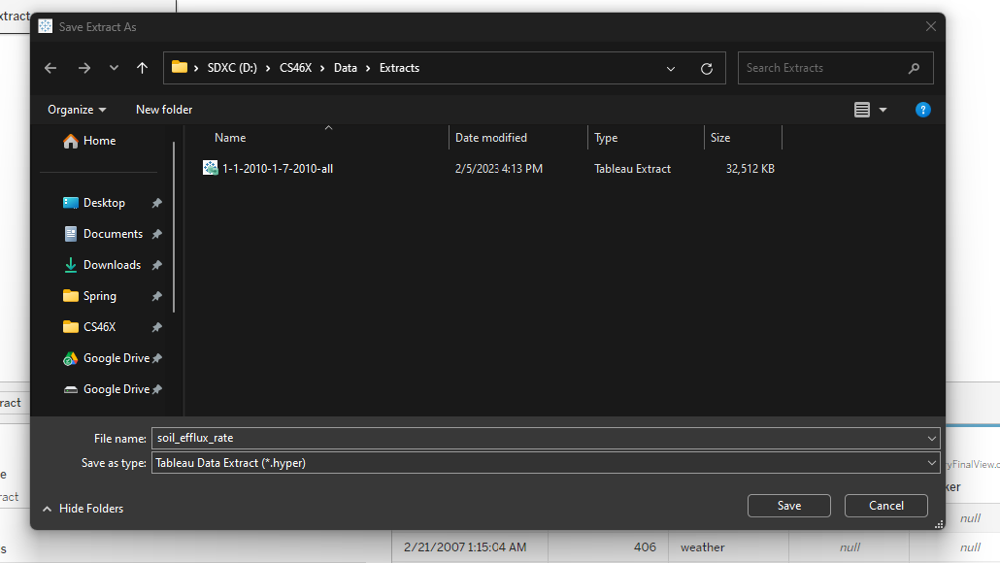 xtract
Save Extract As
SDXC (D:) › CS46X › Data › Extracts
Search Extracts
Organize New folder
?
Name Date modified Type Size
Home
1-1-2010-1-7-2010-all 2/5/2023 4:13 PM Tableau Extract 32,512 KB
Desktop
Documents
Downloads
Spring
CS46X
Google Drive
Google Drive
ract
File name: soil_efflux_rate
Save as type: Tableau Data Extract (*.hyper)
yFinalView.c
e
ker
ract
Hide Folders
Save Cancel
null
s
2/21/2007 1:15:04 AM 406 weather null null